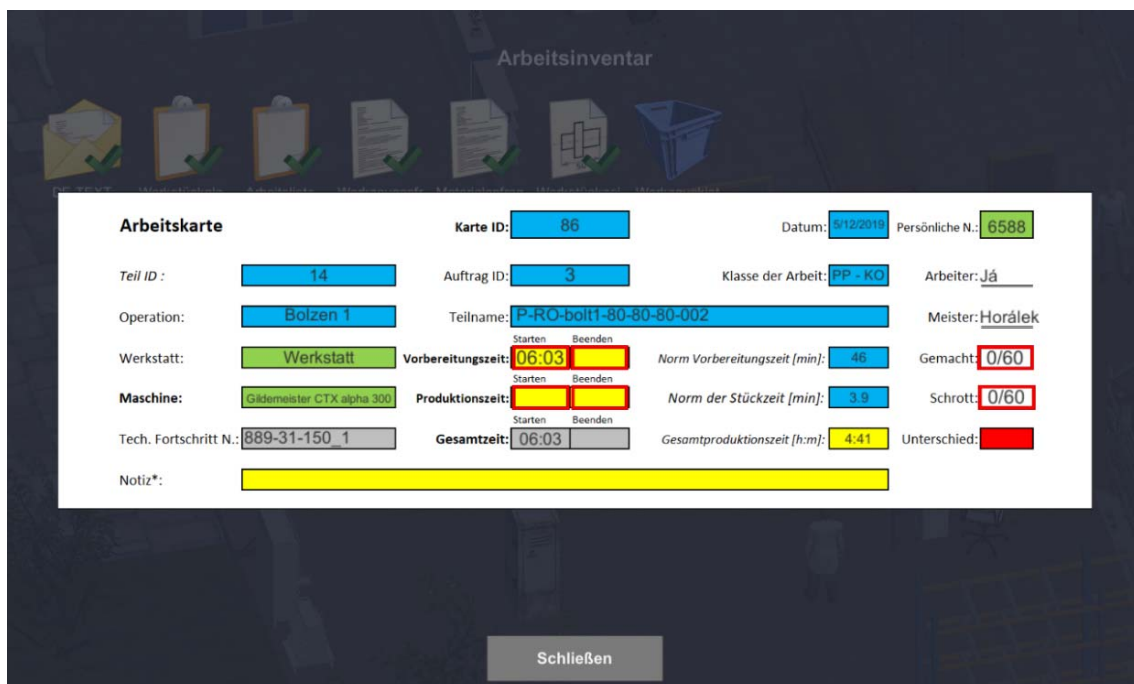 Arbeitsinventar
DE TEXT
Arbeitskarte Karte ID: 86 Datum: 5/12/2019 Persönliche N.: 6588
Teil ID : 14 Auftrag ID: 3 Klasse der Arbeit: PP - KO Arbeiter: Já
Operation: Bolzen 1 Teilname: P-RO-bolt1-80-80-80-002 Meister: Horálek
Starten Beenden
Werkstatt: Werkstatt Vorbereitungszeit: 06:03 Norm Vorbereitungszeit [min]: 46 Gemacht: 0/60
Starten Beenden
Maschine: Gildemeister CTX alpha 300 Produktionszeit: Norm der Stückzeit [min]: 3.9 Schrott: 0/60
Starten Beenden
Tech. Fortschritt N.: 889-31-150_1 Gesamtzeit: 06:03 Gesamtproduktionszeit [h:m]: 4:41 Unterschied:
Notiz*:
Schließen